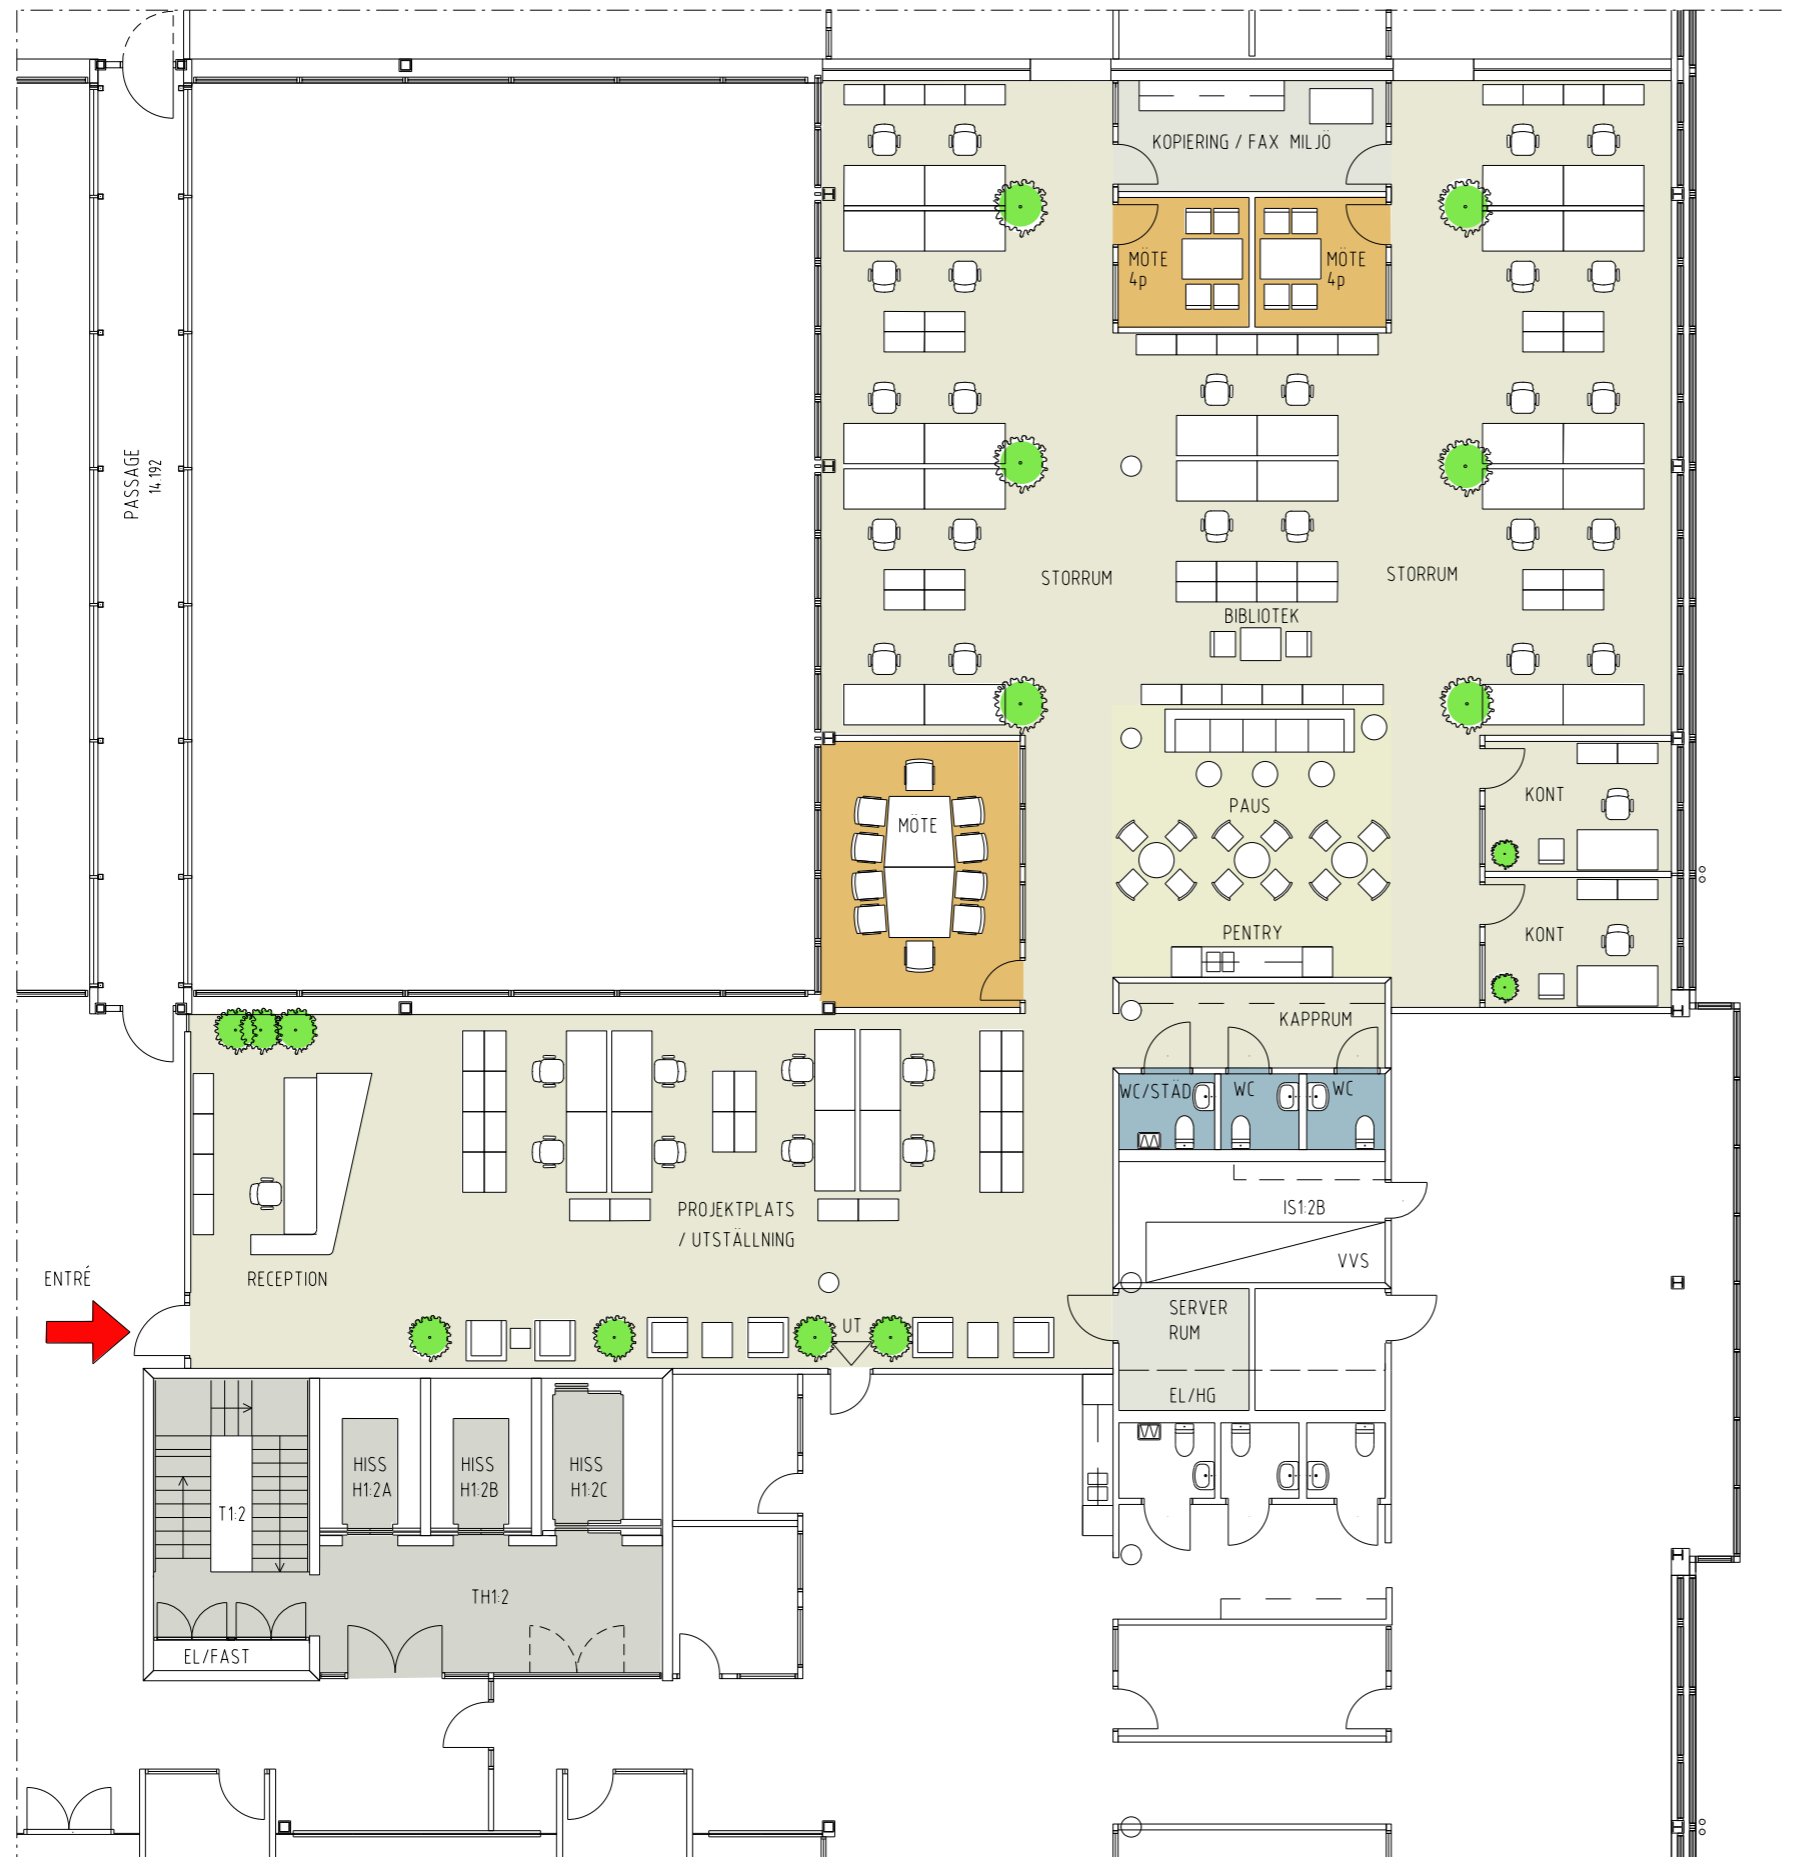 KOPIERING / FAX MILJÖ
MÖTE
4p
MÖTE
4p
PASSAGE
14.192
STORRUM
STORRUM
BIBLIOTEK
MÖTE
PAUS
KONT
PENTRY
KONT
KAPPRUM
WC/STÄD
WC
WC
PROJEKTPLATS
/ UTSTÄLLNING
IS1:2B
VVS
ENTRÉ
RECEPTION
SERVER
RUM
UT
EL/HG
HISS
H1:2A
HISS
H1:2B
HISS
H1:2C
T1:2
TH1:2
EL/FAST